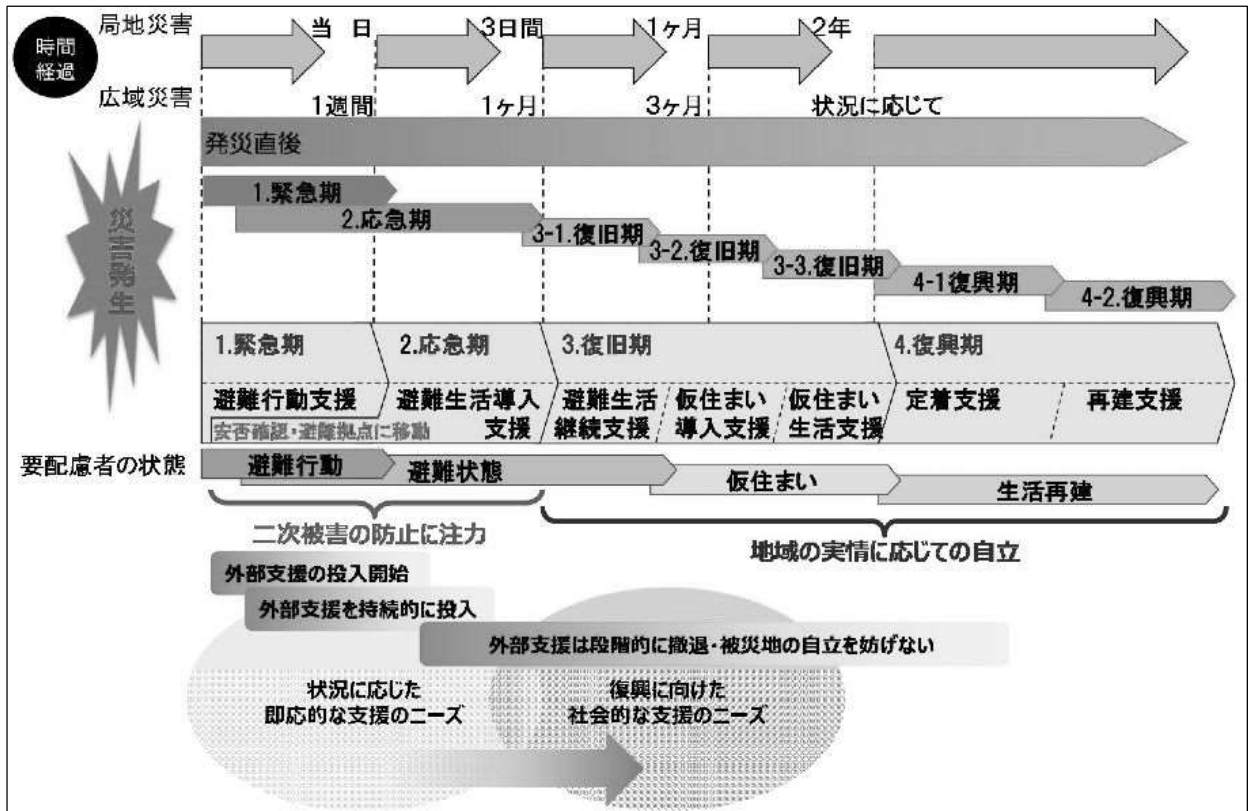 時間
経過
局地災害
当 日
3日間
1ヶ月
2年
広域災害
1週間
1ヶ月
3ヶ月
状況に応じて
発災直後
災害発生
1.緊急期
2.応急期
3-1.復旧期
3-2.復旧期
3-3.復旧期
4-1復興期
4-2.復興期
1.緊急期
2.応急期
3.復旧期
4.復興期
避難行動支援
安否確認・避難拠点に移動
避難生活導入
支援
避難生活
継続支援
仮住まい
導入支援
仮住まい
生活支援
定着支援
再建支援
要配慮者の状態
避難行動
避難状態
仮住まい
生活再建
二次被害の防止に注力
地域の実情に応じての自立
外部支援の投入開始
外部支援を持続的に投入
外部支援は段階的に撤退・被災地の自立を妨げない
状況に応じた
即応的な支援のニーズ
復興に向けた
社会的な支援のニーズ